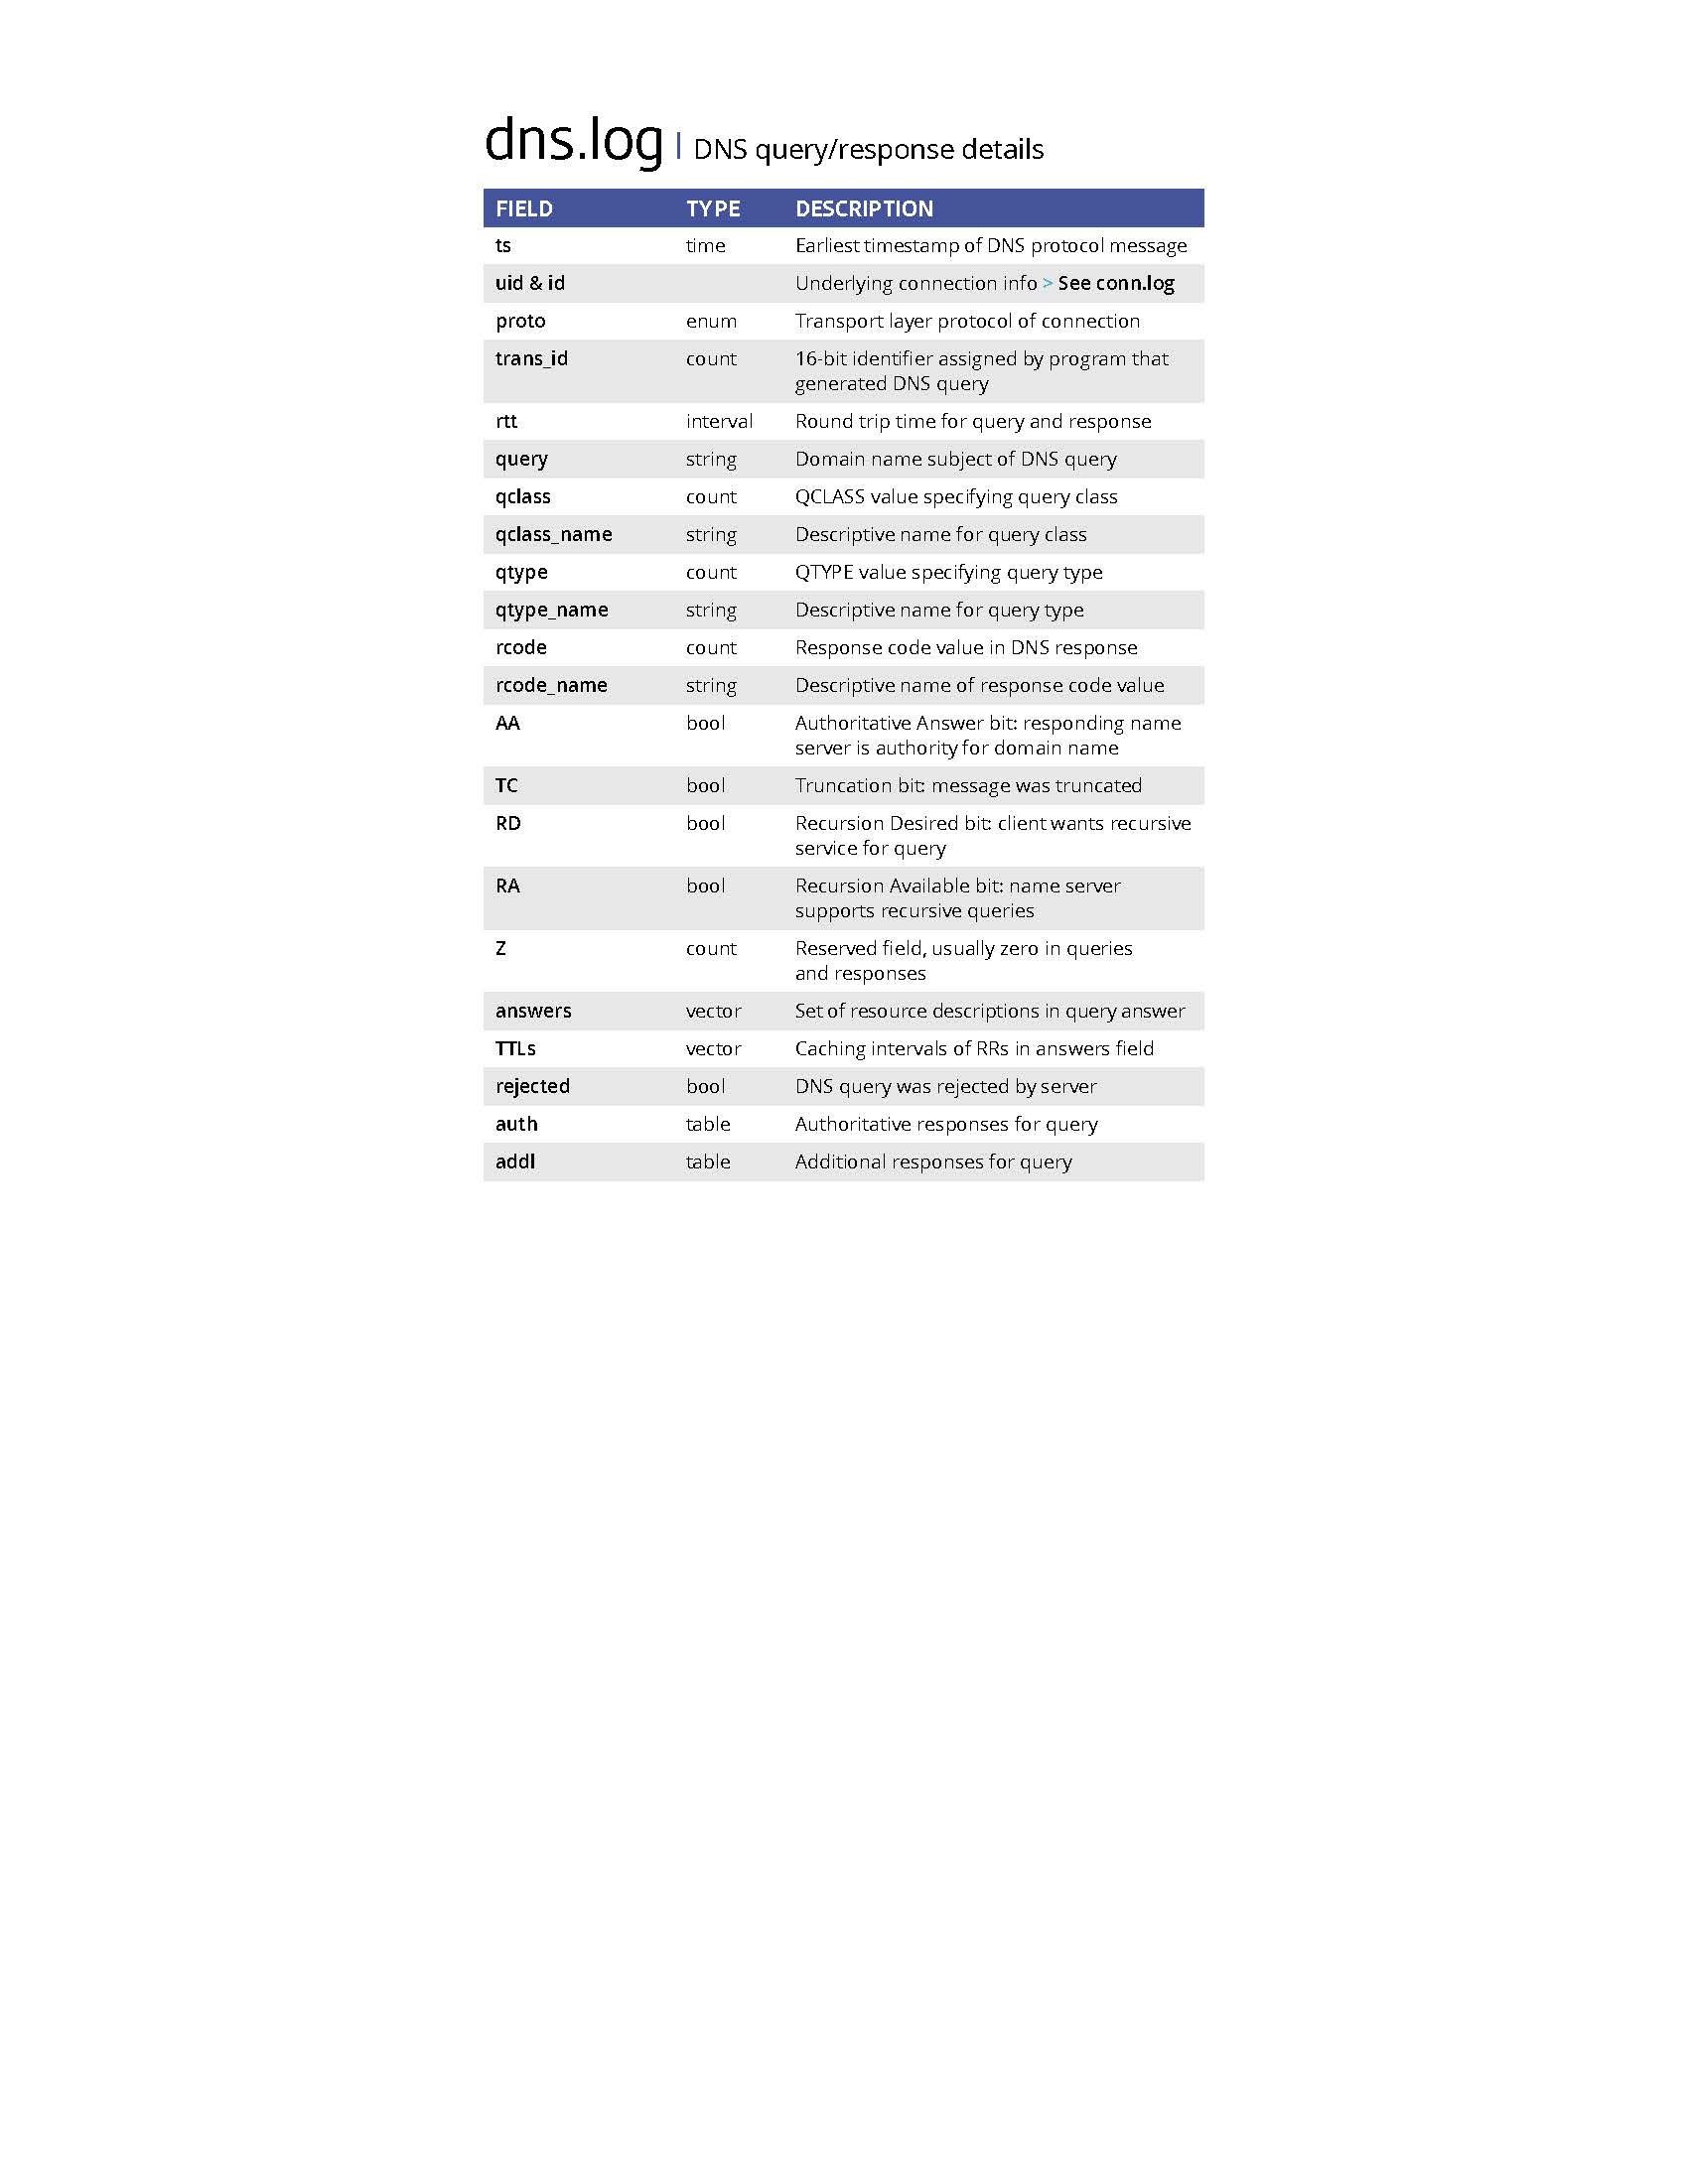 dns.log | DNS query/response details
FIELD TYPE DESCRIPTION
ts time Earliest timestamp of DNS protocol message
uid & id Underlying connection info > See conn.log
proto enum Transport layer protocol of connection
trans_id count 16-bit identifier assigned by program that
generated DNS query
rtt interval Round trip time for query and response
query string Domain name subject of DNS query
qclass count QCLASS value specifying query class
qclass_name string Descriptive name for query class
qtype count QTYPE value specifying query type
qtype_name string Descriptive name for query type
rcode count Response code value in DNS response
rcode_name string Descriptive name of response code value
AA bool Authoritative Answer bit: responding name
server is authority for domain name
TC bool Truncation bit: message was truncated
RD bool Recursion Desired bit: client wants recursive
service for query
RA bool Recursion Available bit: name server
supports recursive queries
Z count Reserved field, usually zero in queries
and responses
answers vector Set of resource descriptions in query answer
TTLs vector Caching intervals of RRs in answers field
rejected bool DNS query was rejected by server
auth table Authoritative responses for query
addl table Additional responses for query